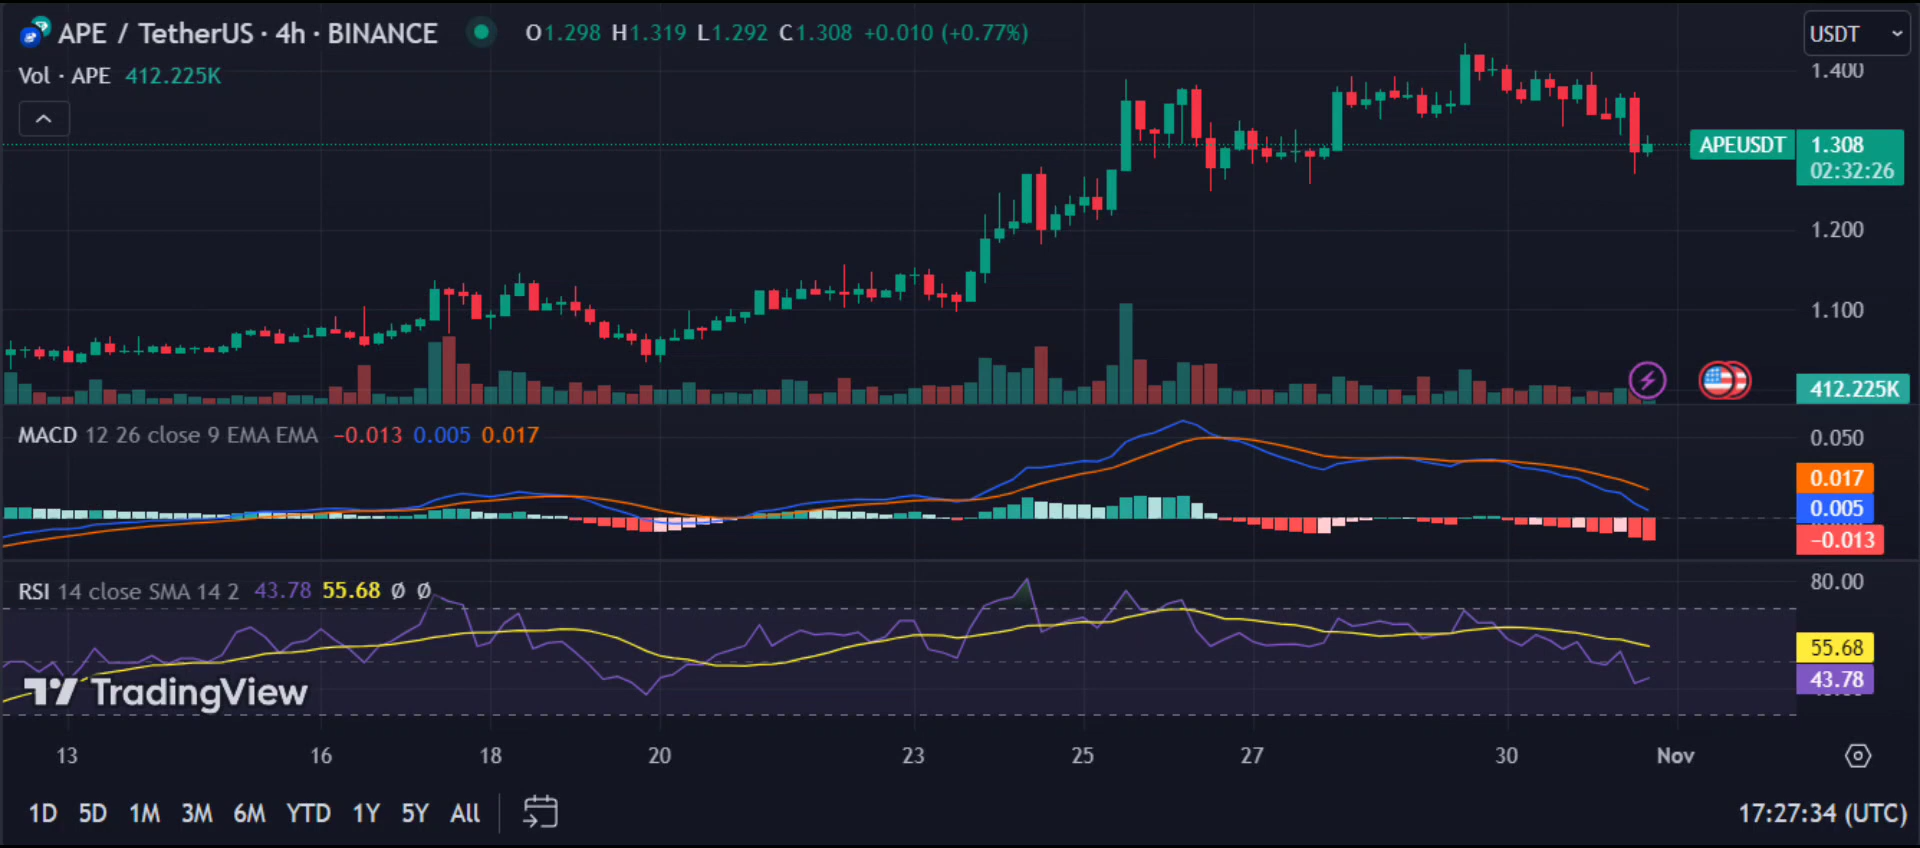 APE / TetherUS · 4h · BINANCE O1.298 H1.319 L1.292 C1.308 +0.010 (+0.77%) USDT
Vol · APE 412.225K
1.400
APEUSDT 1.308
02:32:26
1.200
1.100
412.225K
MACD 12 26 close 9 EMA EMA −0.013 0.005 0.017
0.050
0.017
0.005
−0.013
RSI 14 close SMA 14 2 43.78 55.68 Ø Ø
80.00
55.68
43.78
TradingView
13 16 18 20 23 25 27 30 Nov
1D 5D 1M 3M 6M YTD 1Y 5Y All 17:27:34 (UTC)